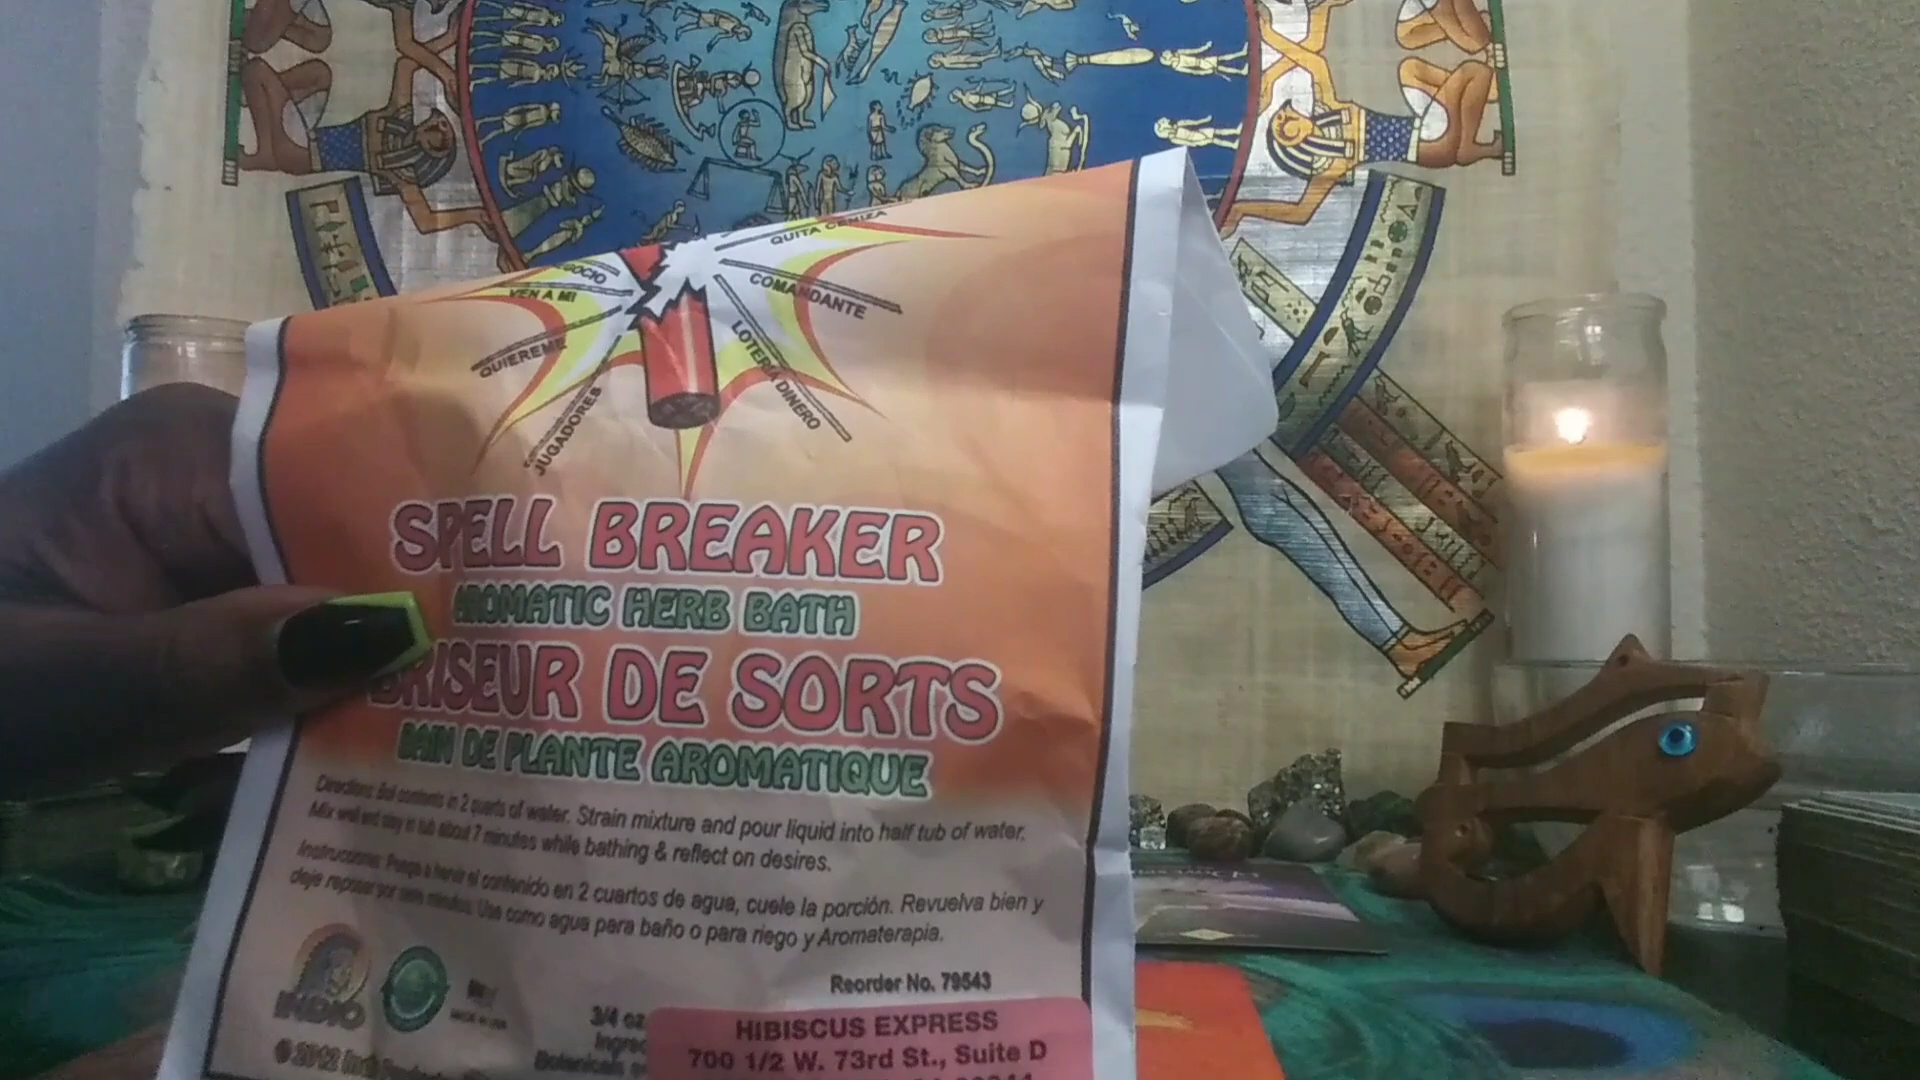 QUITA CENIZA
COMANDANTE
LOTERIA DINERO
VEN A MI
QUIEREME
JUGADORES
SPELL BREAKER
AROMATIC HERB BATH
BRISEUR DE SORTS
BAIN DE PLANTE AROMATIQUE
Directions: Boil contents in 2 quarts of water. Strain mixture and pour liquid into half tub of water.
Mix well and stay in tub about 7 minutes while bathing & reflect on desires.
Instrucciones: Ponga a hervir el contenido en 2 cuartos de agua, cuele la porción. Revuelva bien y
deje reposar por siete minutos. Use como agua para baño o para riego y Aromaterapia.
Reorder No. 79543
INDIO
3/4 oz
HIBISCUS EXPRESS
700 1/2 W. 73rd St., Suite D
© 2012